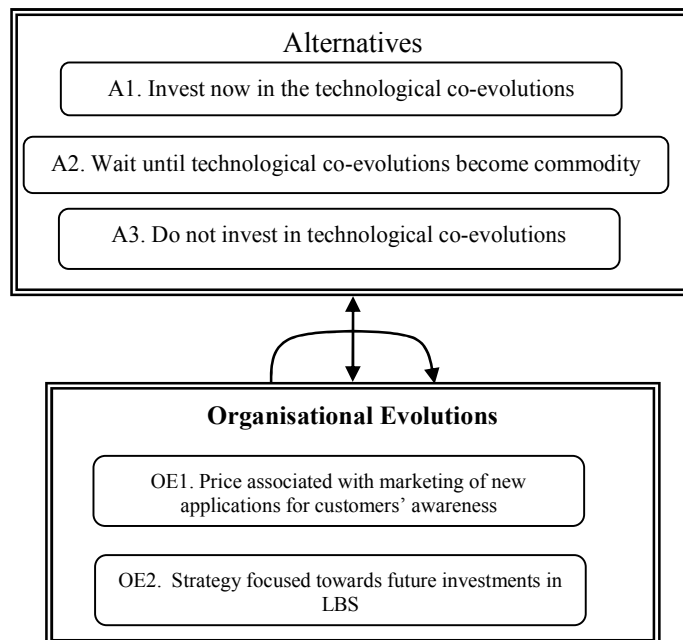 Alternatives
A1. Invest now in the technological co-evolutions
A2. Wait until technological co-evolutions become commodity
A3. Do not invest in technological co-evolutions
Organisational Evolutions
OE1. Price associated with marketing of new
applications for customers’ awareness
OE2. Strategy focused towards future investments in
LBS